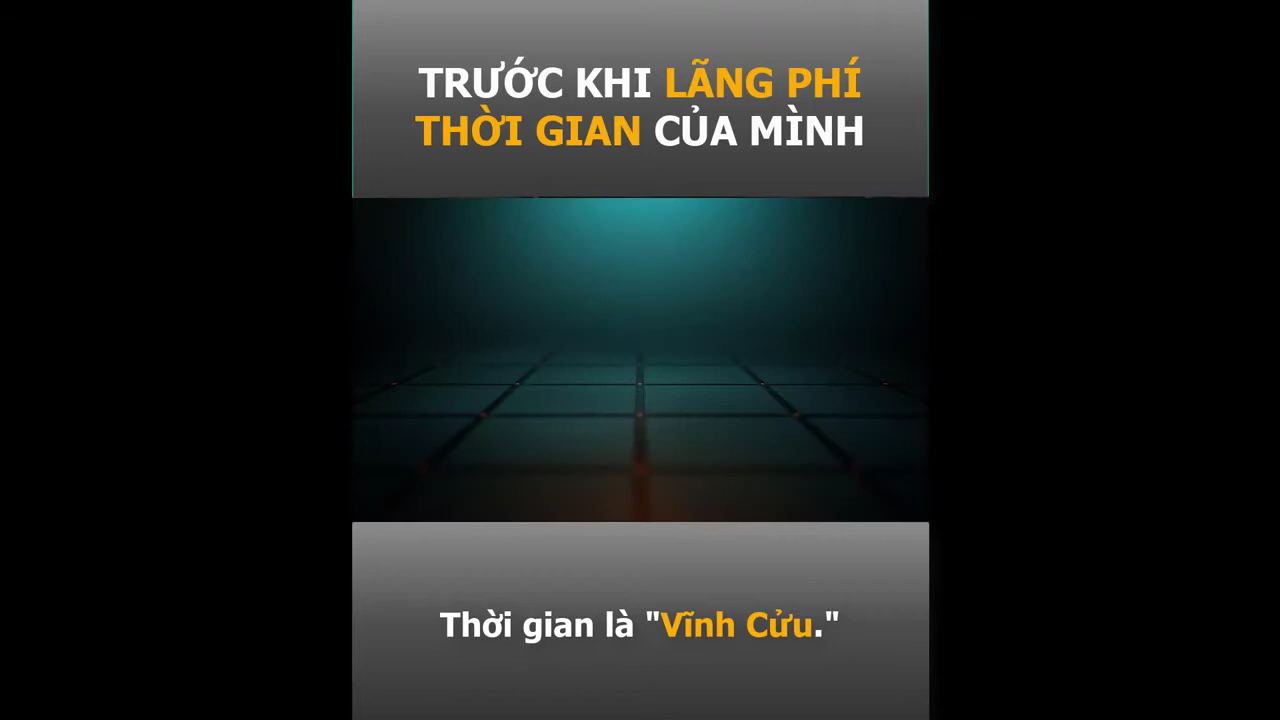 TRƯỚC KHI LÃNG PHÍ
THỜI GIAN CỦA MÌNH
Thời gian là "Vĩnh Cửu."